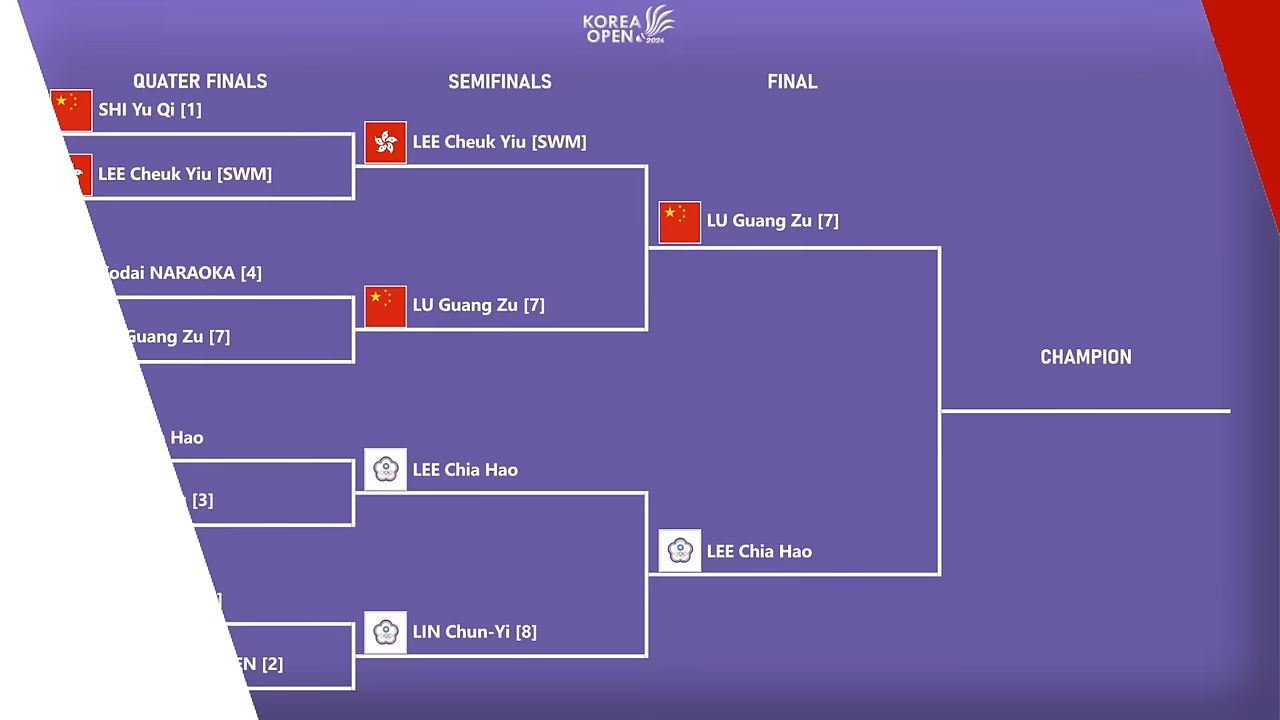 KOREA
OPEN 2024
QUATER FINALS
SEMIFINALS
FINAL
SHI Yu Qi [1]
LEE Cheuk Yiu [SWM]
LEE Cheuk Yiu [SWM]
LU Guang Zu [7]
odai NARAOKA [4]
LU Guang Zu [7]
Guang Zu [7]
CHAMPION
Hao
LEE Chia Hao
[3]
LEE Chia Hao
]
LIN Chun-Yi [8]
EN [2]